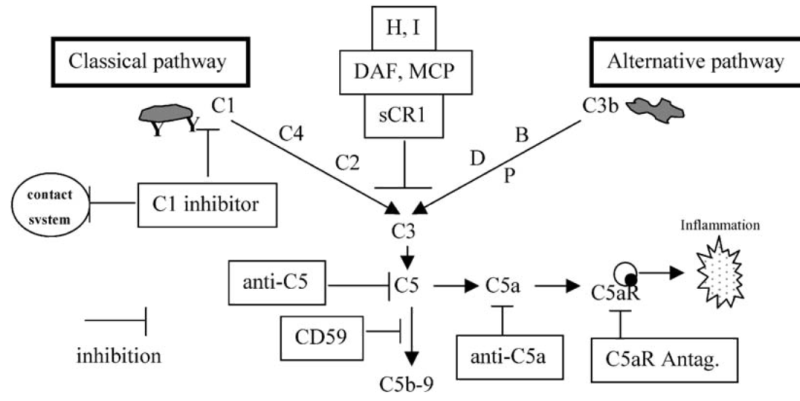 H, I
Classical pathway
DAF, MCP
Alternative pathway
C1
sCR1
C3b
Y Y
C4
B
C2
D
P
contact
system
C1 inhibitor
C3
Inflammation
anti-C5
C5
C5a
C5aR
CD59
inhibition
anti-C5a
C5aR Antag.
C5b-9